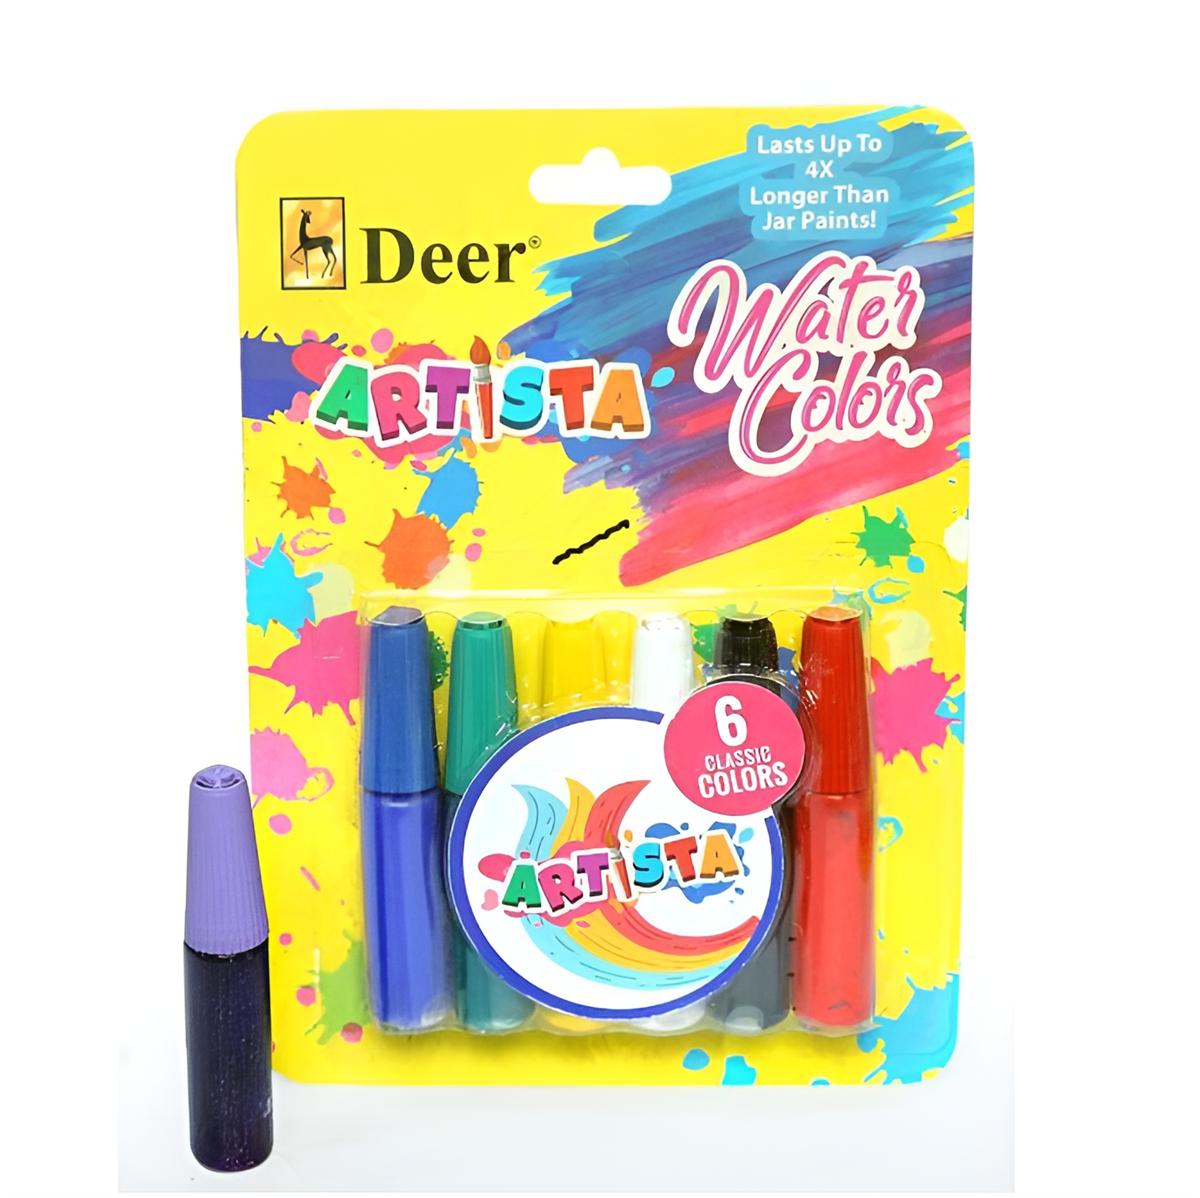 Lasts Up To
4X
Longer Than
Jar Paints!
Deer®
Water
Colors
ARTISTA
6
CLASSIC
COLORS
ARTISTA